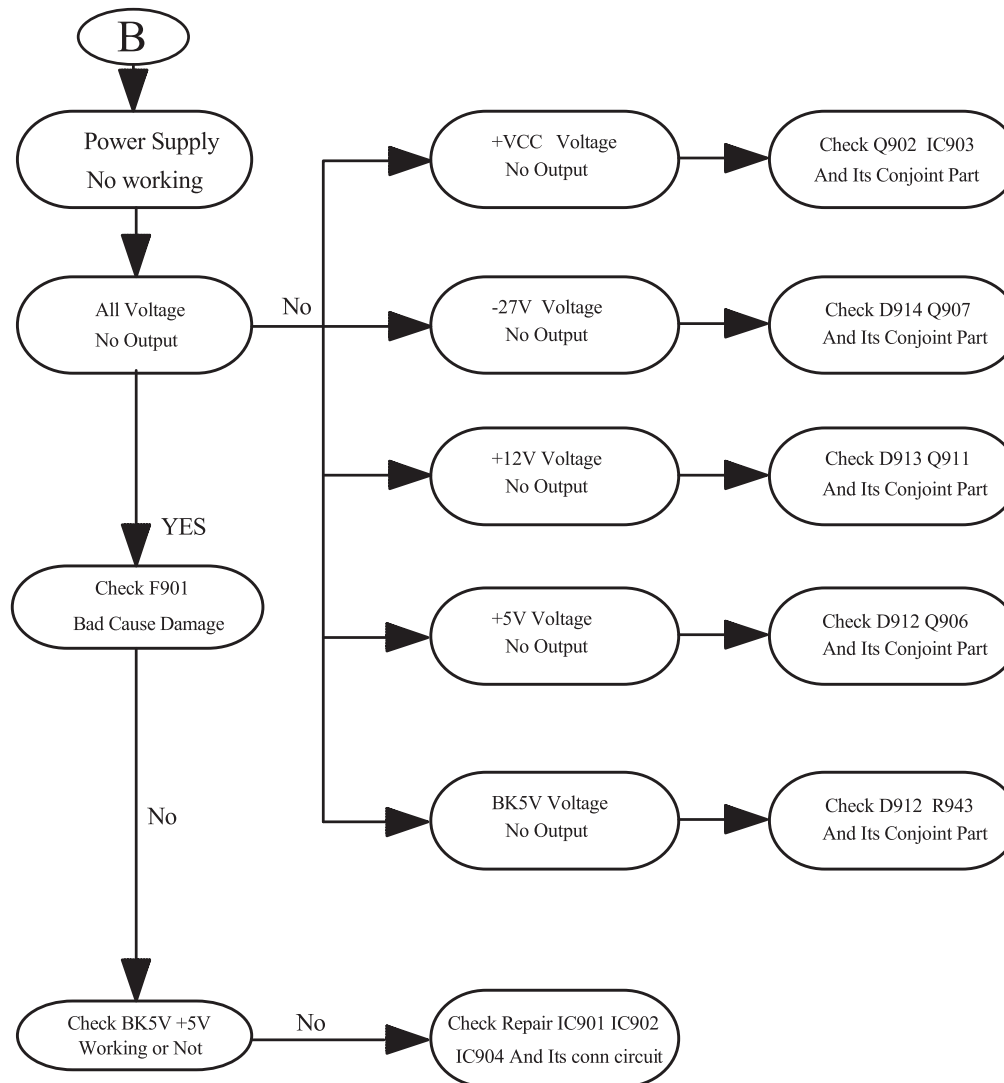 B
Power Supply
No working
All Voltage
No Output
No
YES
Check F901
Bad Cause Damage
No
Check BK5V +5V
Working or Not
No
Check Repair IC901 IC902
IC904 And Its conn circuit
+VCC Voltage
No Output
Check Q902 IC903
And Its Conjoint Part
-27V Voltage
No Output
Check D914 Q907
And Its Conjoint Part
+12V Voltage
No Output
Check D913 Q911
And Its Conjoint Part
+5V Voltage
No Output
Check D912 Q906
And Its Conjoint Part
BK5V Voltage
No Output
Check D912 R943
And Its Conjoint Part